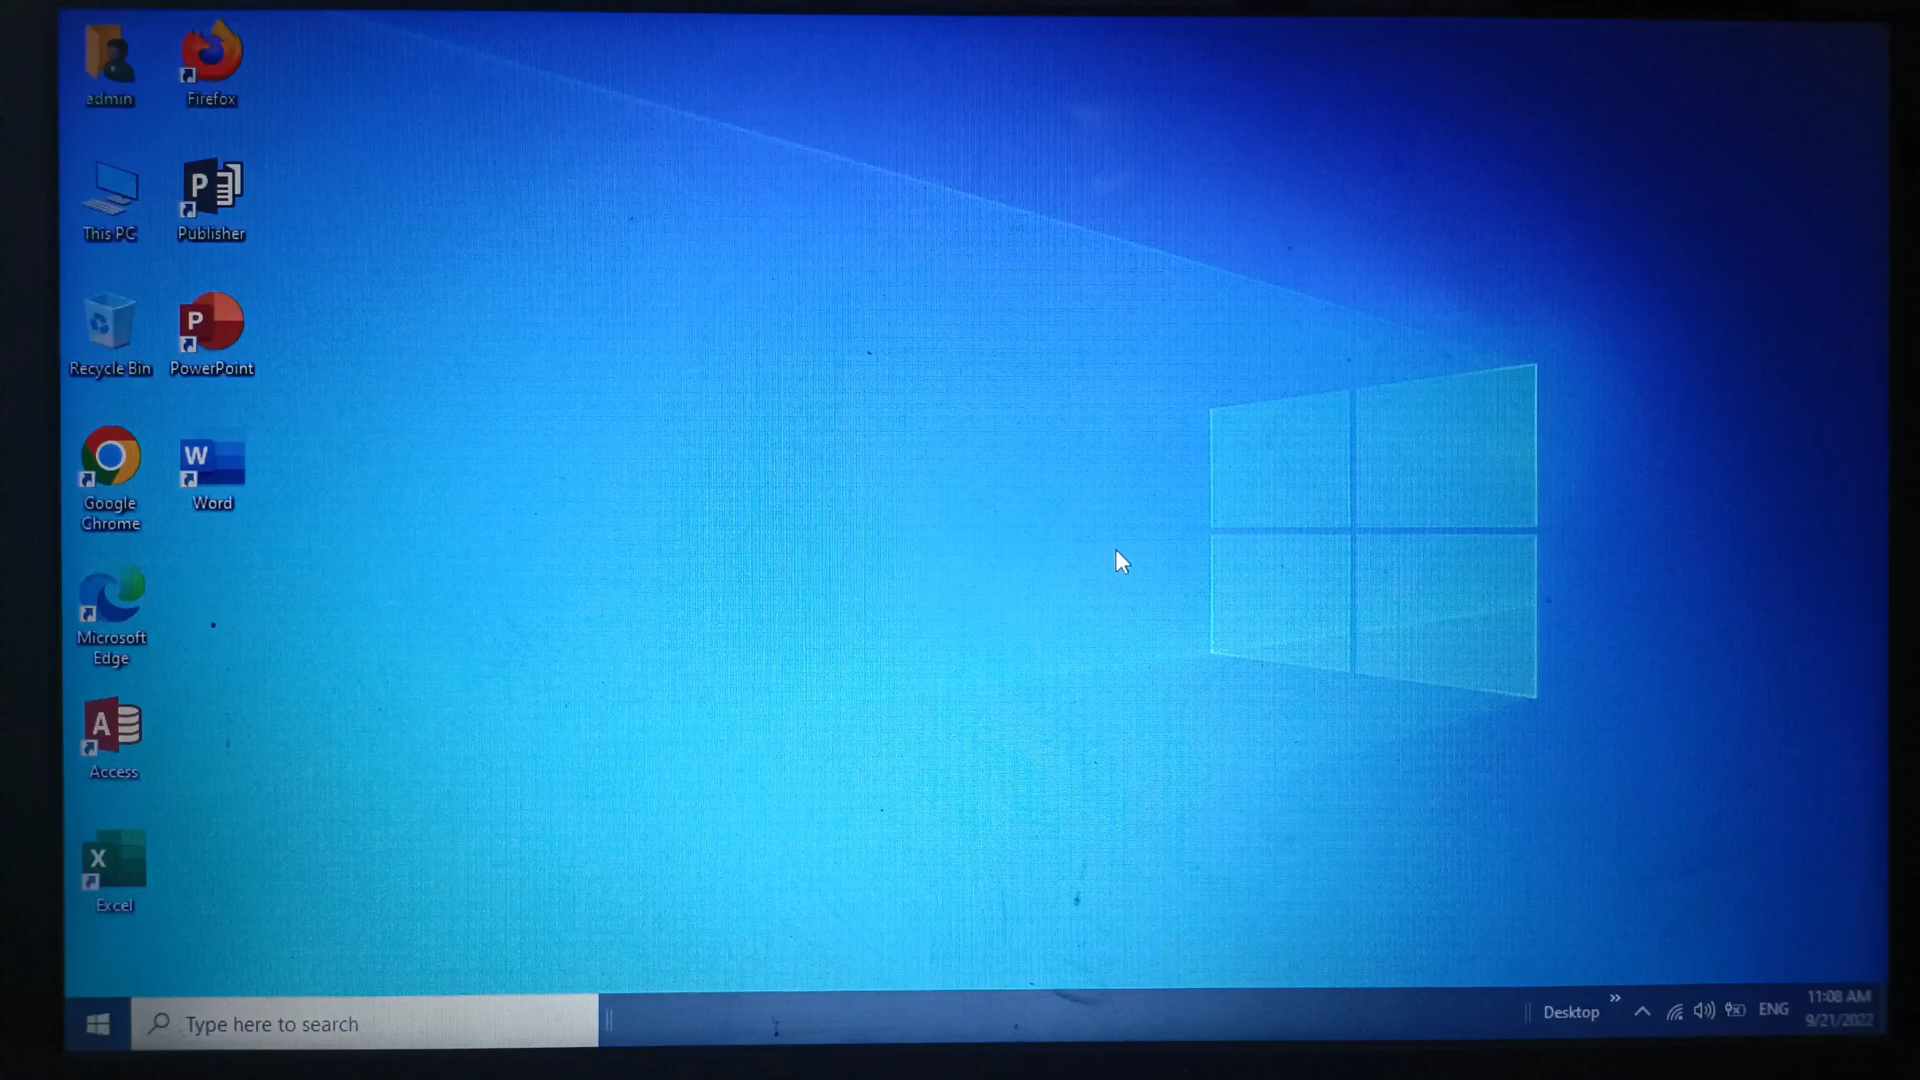 admin
Firefox
This PC
Publisher
Recycle Bin
PowerPoint
Google
Chrome
Word
Microsoft
Edge
Access
Excel
Type here to search
Desktop
ENG
11:08 AM
9/21/2022